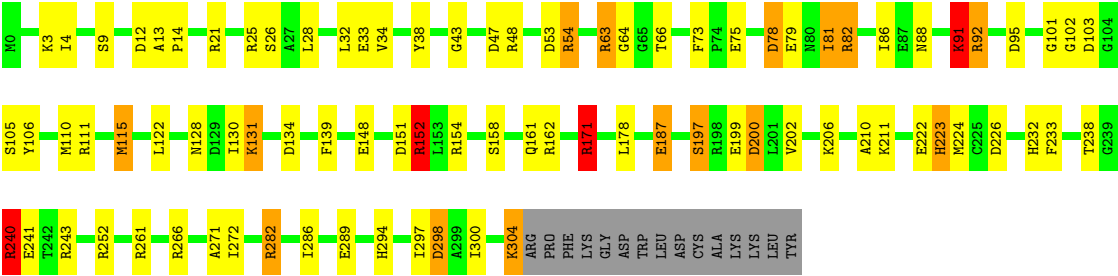 M0 K3 I4 S9 D12 A13 P14 R21 R25 S26 A27 L28 L32 E33 V34 Y38 G43 D47 R48 D53 R54 R63 G64 G65 T66 F73 P74 E75 D78 E79 N80 I81 R82 I86 E87 N88 K91 R92 D95 G101 G102 D103 G104
S105 Y106 M110 R111 M115 L122 N128 D129 I130 K131 D134 F139 E148 D151 R152 L153 R154 S158 Q161 R162 R171 L178 E187 S197 R198 E199 D200 L201 V202 K206 A210 K211 E222 H223 M224 C225 D226 H232 F233 T238 G239
R240 E241 T242 R243 R252 R261 R266 A271 I272 R282 I286 E289 H294 I297 D298 A299 I300 K304 ARG PRO PHE LYS GLY ASP TRP LEU ASP CYS ALA LYS LYS LEU TYR